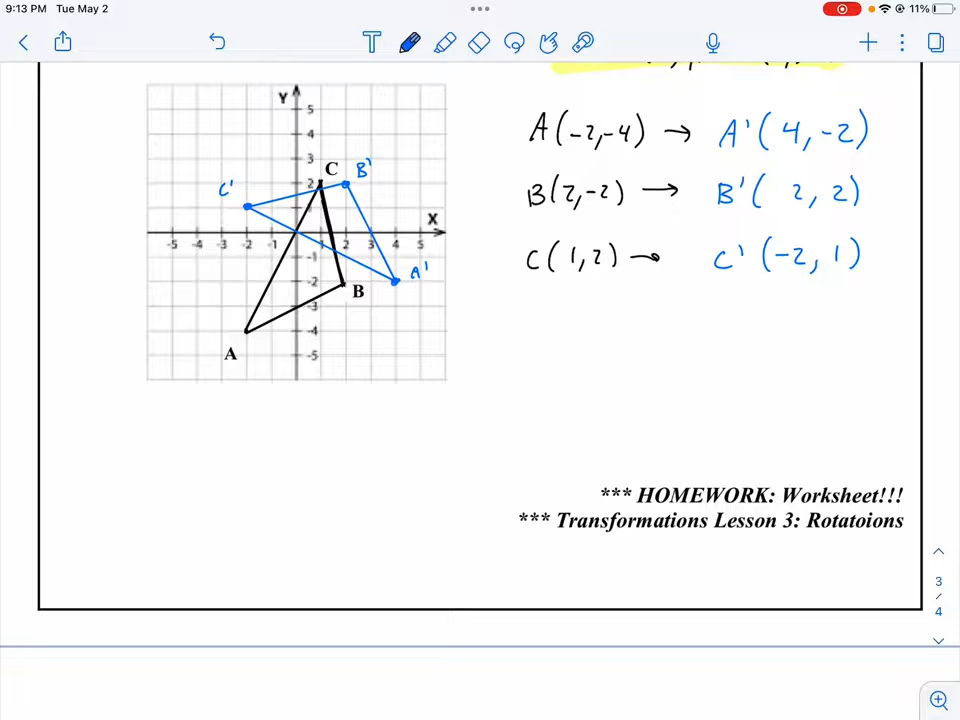 9:13 PM Tue May 2
11%
T
Y
5
4
3
2
C
B'
C'
1
X
-5 -4 -3 -2 -1 1 2 3 4 5
-1
A'
-2
B
-3
-4
A
-5
A(-2,-4) → A'(4,-2)
B(2,-2) → B'(2,2)
C(1,2) → C'(-2,1)
*** HOMEWORK: Worksheet!!!
*** Transformations Lesson 3: Rotatoions
3
/
4